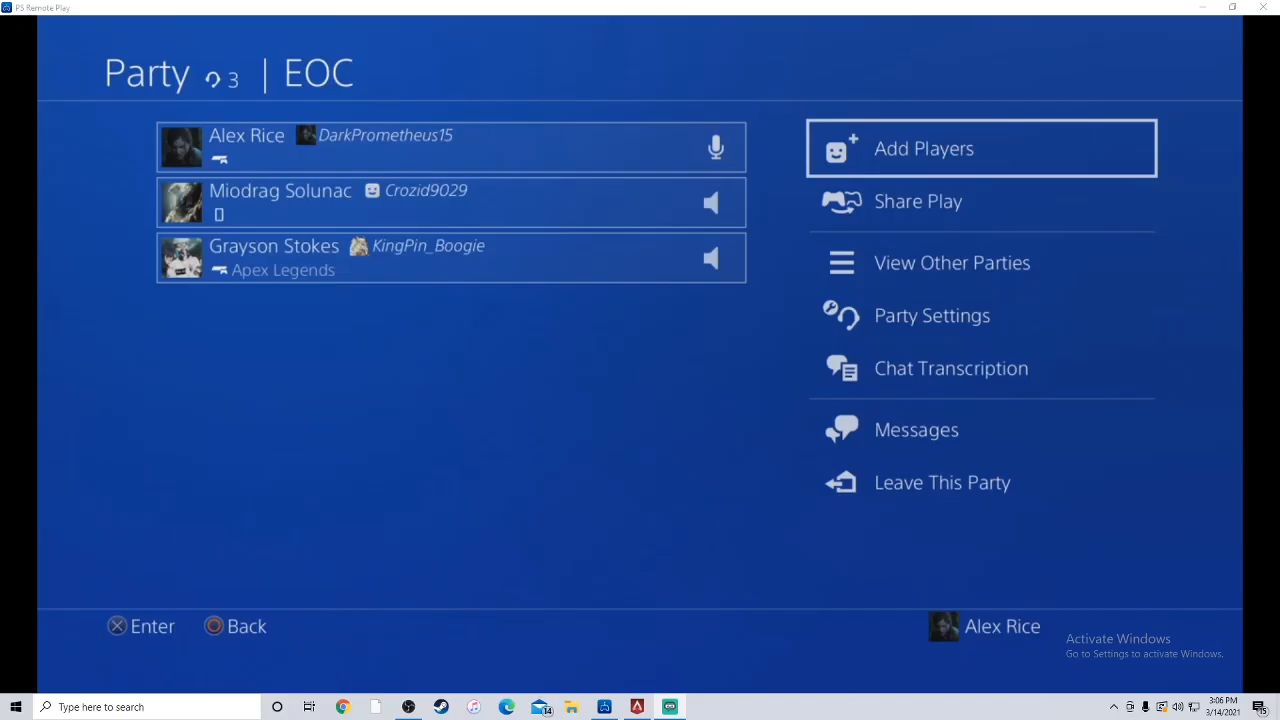 PS Remote Play
Party 3 | EOC
Alex Rice DarkPrometheus15
Miodrag Solunac Crozid9029
Grayson Stokes KingPin_Boogie
Apex Legends
Add Players
Share Play
View Other Parties
Party Settings
Chat Transcription
Messages
Leave This Party
Enter
Back
Alex Rice
Activate Windows
Go to Settings to activate Windows.
Type here to search
14
3:06 PM
3/14/2021
15